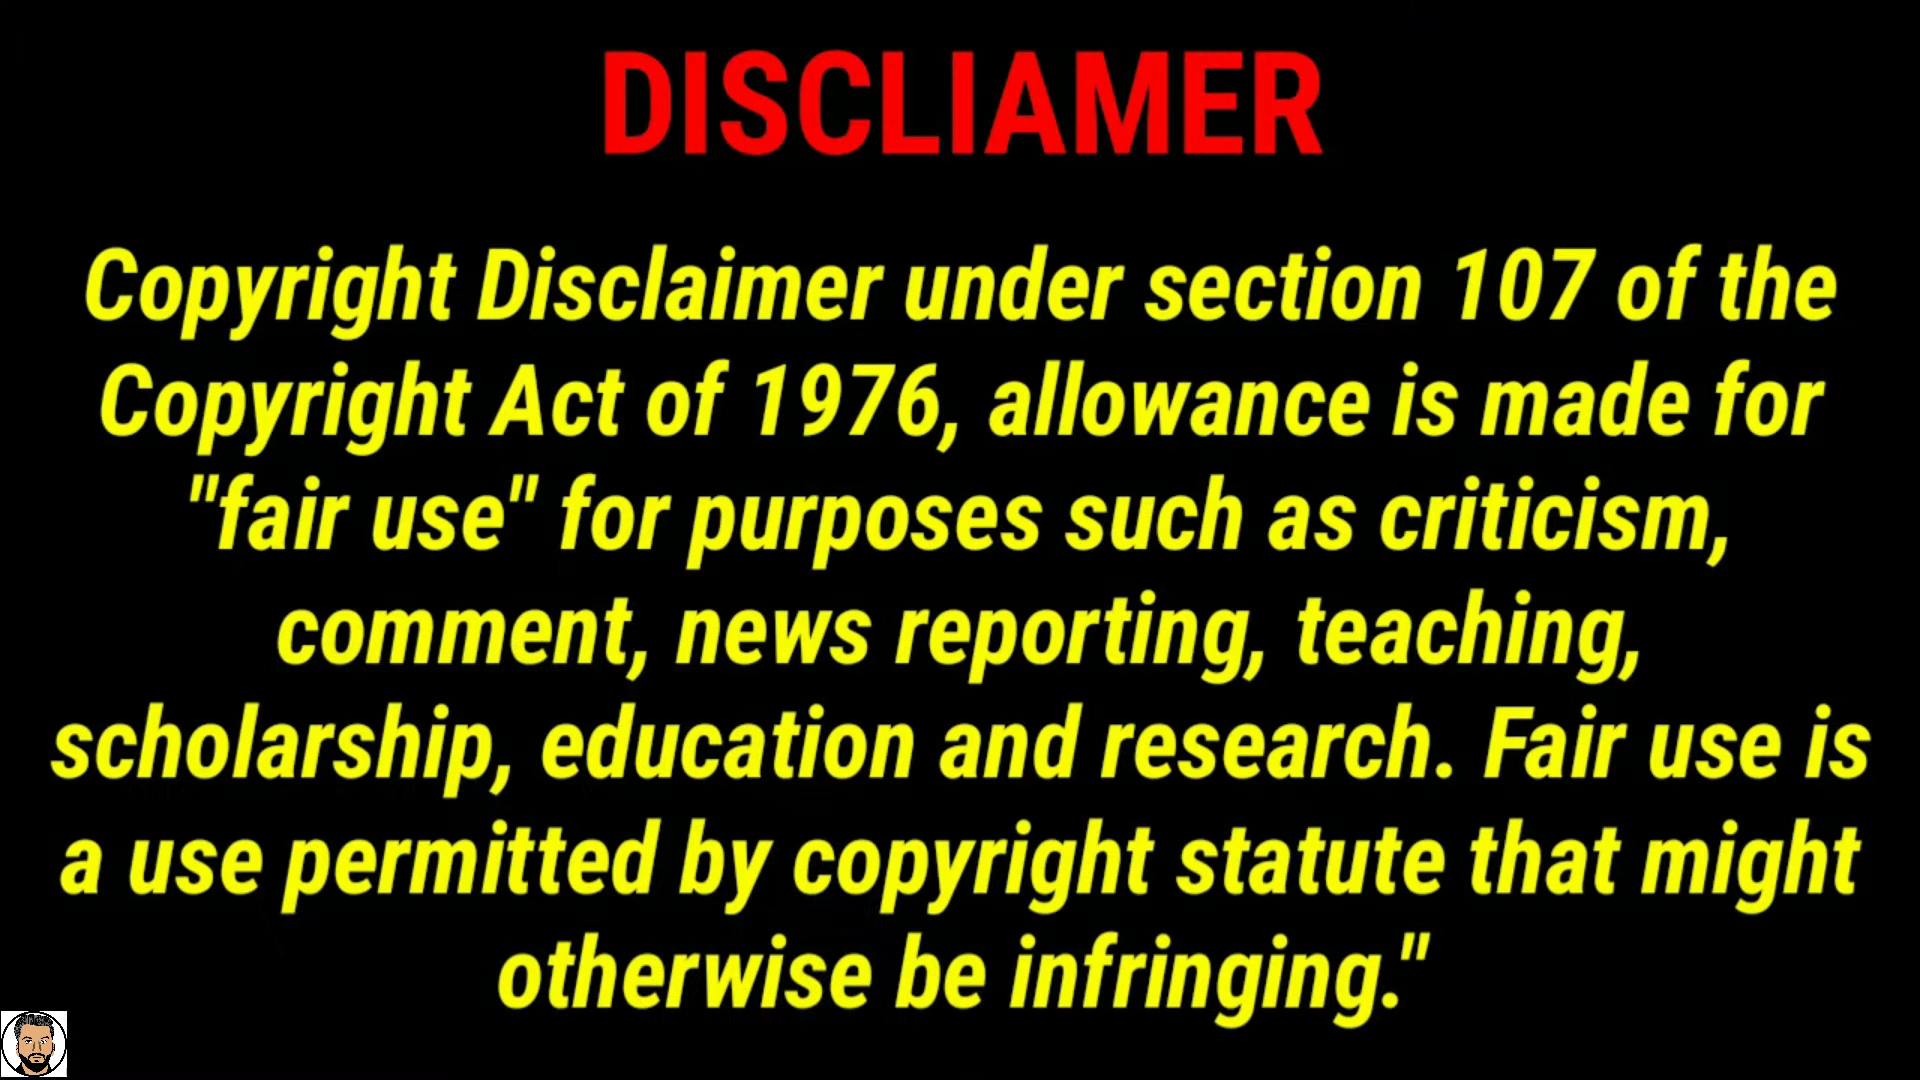 DISCLIAMER
Copyright Disclaimer under section 107 of the
Copyright Act of 1976, allowance is made for
"fair use" for purposes such as criticism,
comment, news reporting, teaching,
scholarship, education and research. Fair use is
a use permitted by copyright statute that might
otherwise be infringing."